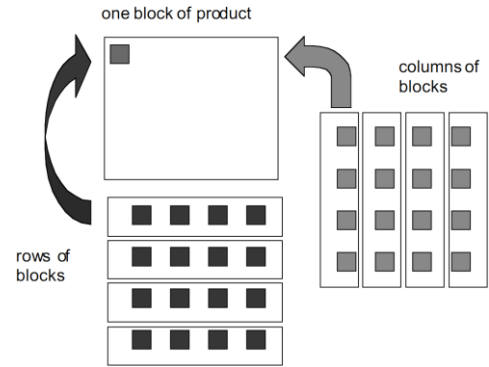 one block of product
columns of
blocks
rows of
blocks